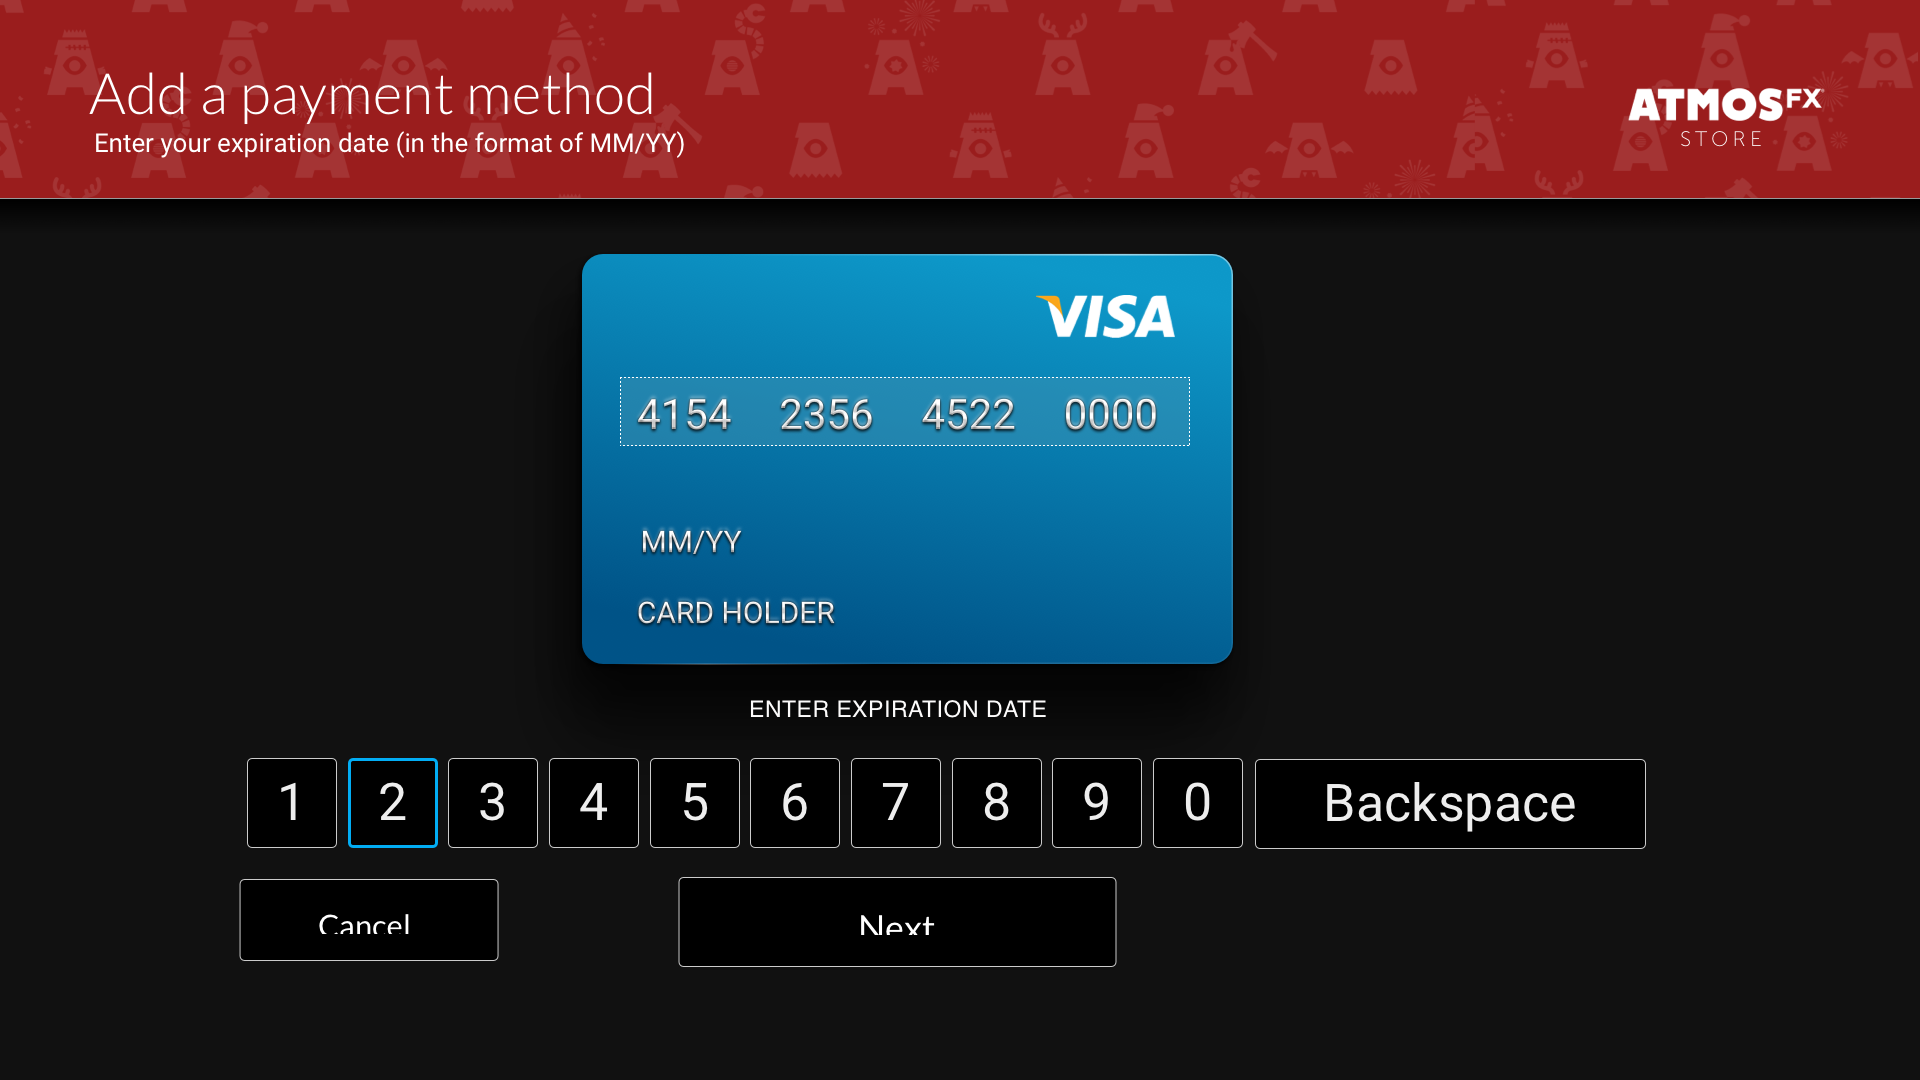 Add a payment method
Enter your expiration date (in the format of MM/YY)
ATMOSFX
STORE
VISA
4154 2356 4522 0000
MM/YY
CARD HOLDER
ENTER EXPIRATION DATE
1 2 3 4 5 6 7 8 9 0 Backspace
Cancel Next